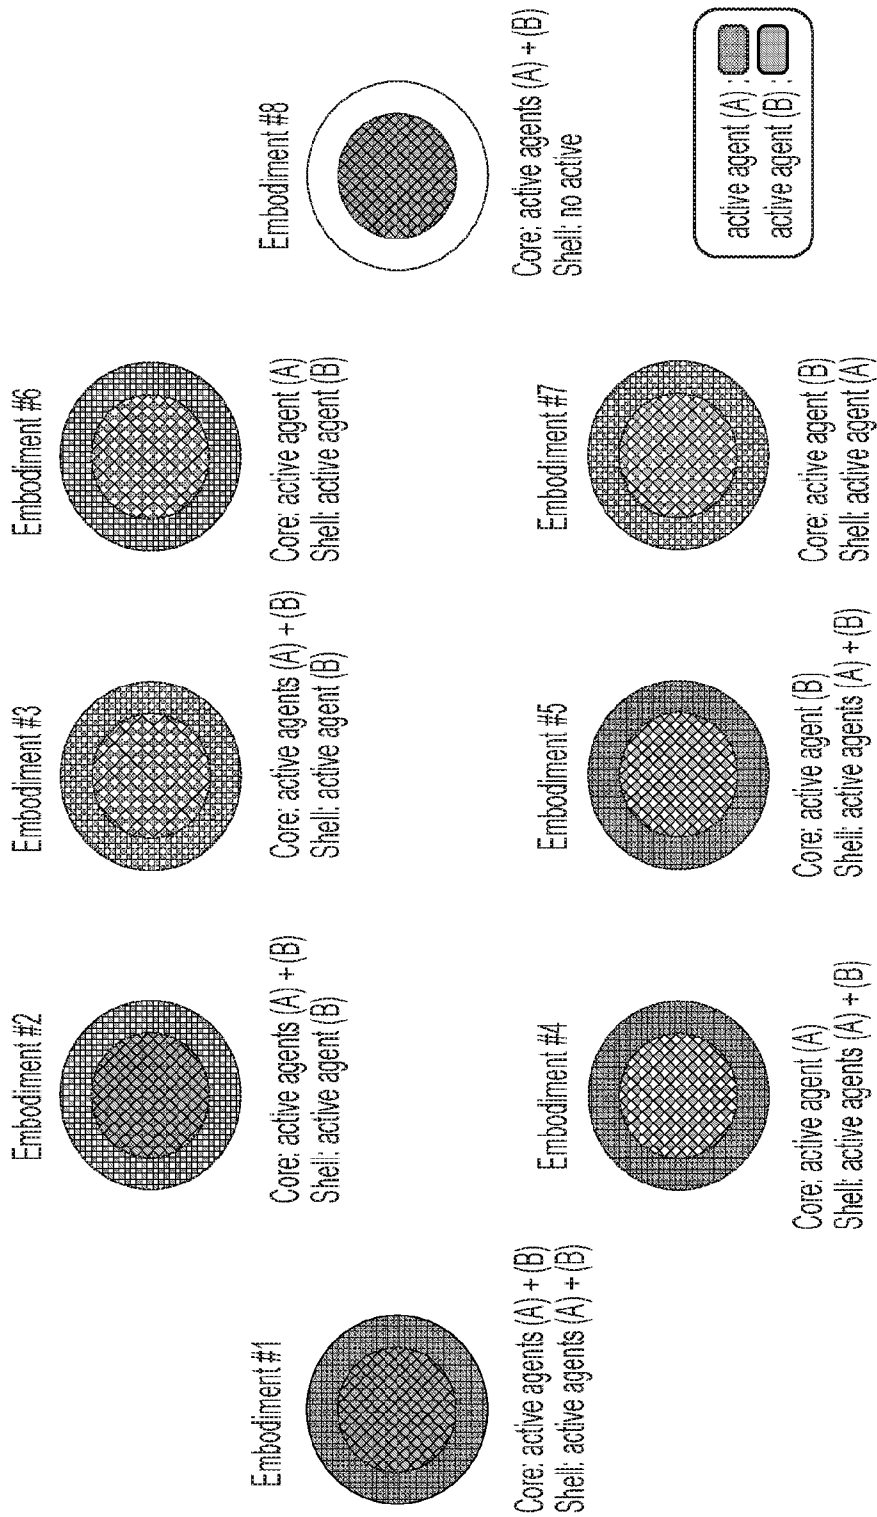 Embodiment #1
Core: active agents (A) + (B)
Shell: active agents (A) + (B)
Embodiment #2
Core: active agents (A) + (B)
Shell: active agent (B)
Embodiment #3
Core: active agents (A) + (B)
Shell: active agent (B)
Embodiment #6
Core: active agent (A)
Shell: active agent (B)
Embodiment #4
Core: active agent (A)
Shell: active agents (A) + (B)
Embodiment #5
Core: active agent (B)
Shell: active agents (A) + (B)
Embodiment #7
Core: active agent (B)
Shell: active agent (A)
Embodiment #8
Core: active agents (A) + (B)
Shell: no active
active agent (A) :
active agent (B) :